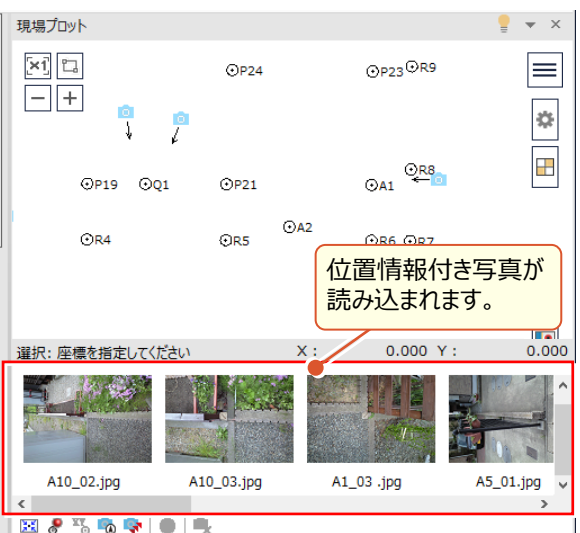 現場プロット
×1
P24
P23
R9
P19
Q1
P21
A1
R8
A2
R4
R5
R6
R7
位置情報付き写真が
読み込まれます。
選択: 座標を指定してください X : 0.000 Y : 0.000
A10_02.jpg A10_03.jpg A1_03 .jpg A5_01.jpg